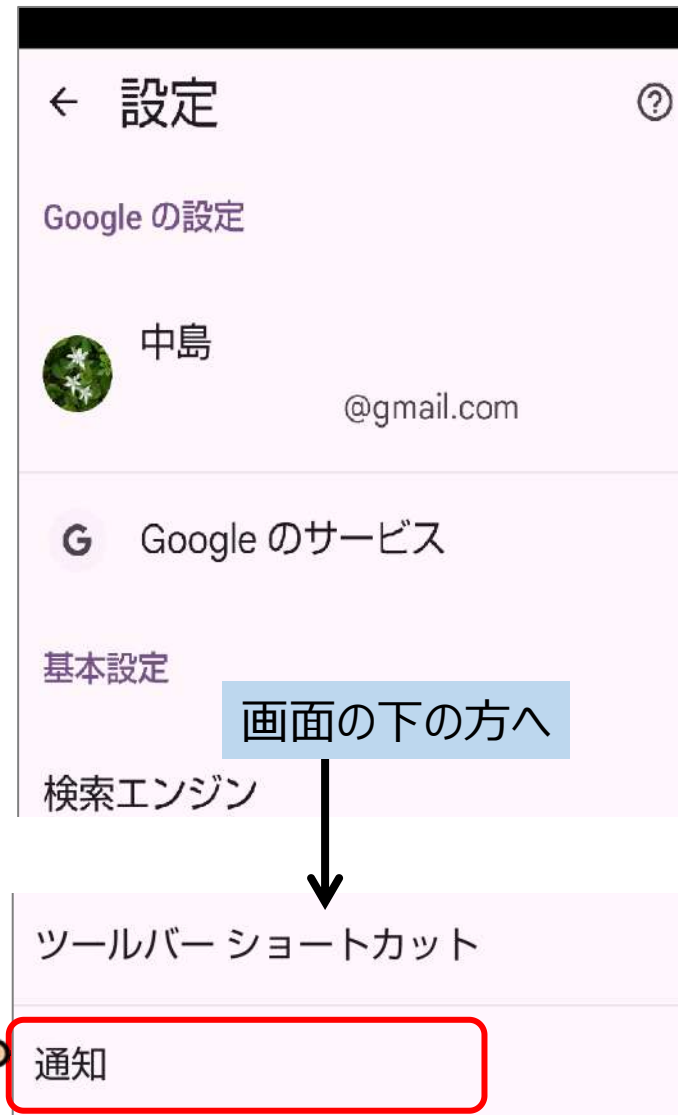 設定
Google の設定
中島
@gmail.com
G Google のサービス
基本設定
画面の下の方へ
検索エンジン
ツールバー ショートカット
通知